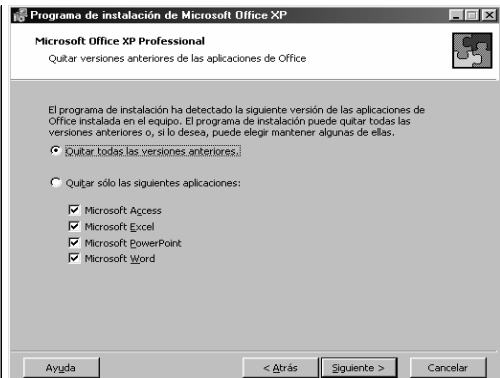 Programa de instalación de Microsoft Office XP
Microsoft Office XP Professional
Quitar versiones anteriores de las aplicaciones de Office
El programa de instalación ha detectado la siguiente versión de las aplicaciones de
Office instalada en el equipo. El programa de instalación puede quitar todas las
versiones anteriores o, si lo desea, puede elegir mantener algunas de ellas.
Quitar todas las versiones anteriores.
Quitar sólo las siguientes aplicaciones:
Microsoft Access
Microsoft Excel
Microsoft PowerPoint
Microsoft Word
Ayuda
< Atrás
Siguiente >
Cancelar